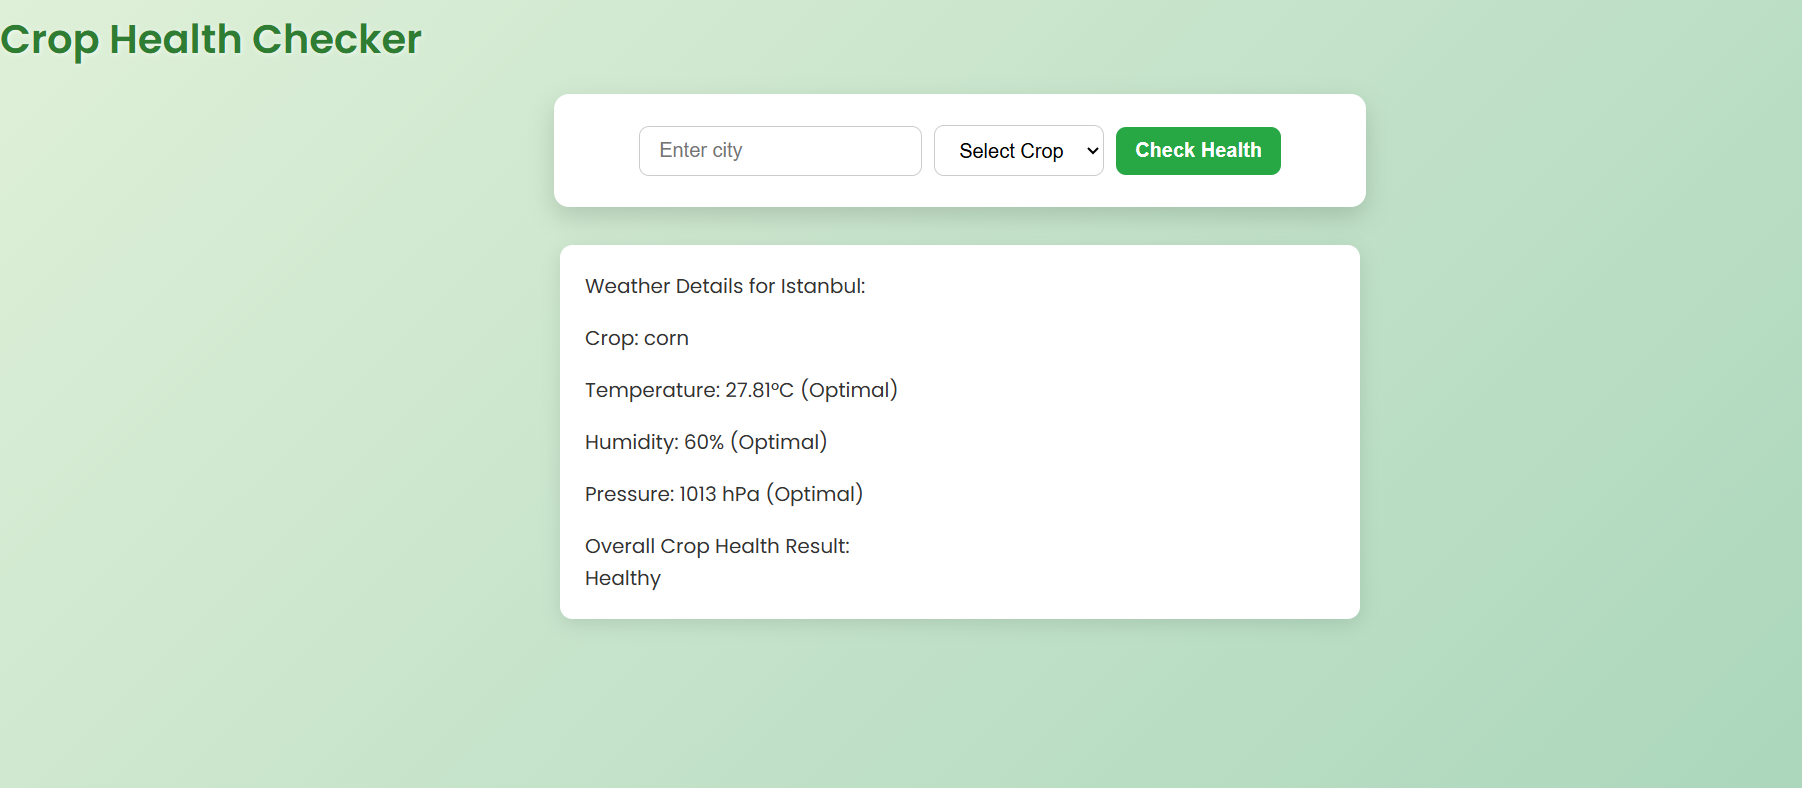 Crop Health Checker
Enter city
Select Crop
Check Health
Weather Details for Istanbul:
Crop: corn
Temperature: 27.81°C (Optimal)
Humidity: 60% (Optimal)
Pressure: 1013 hPa (Optimal)
Overall Crop Health Result:
Healthy